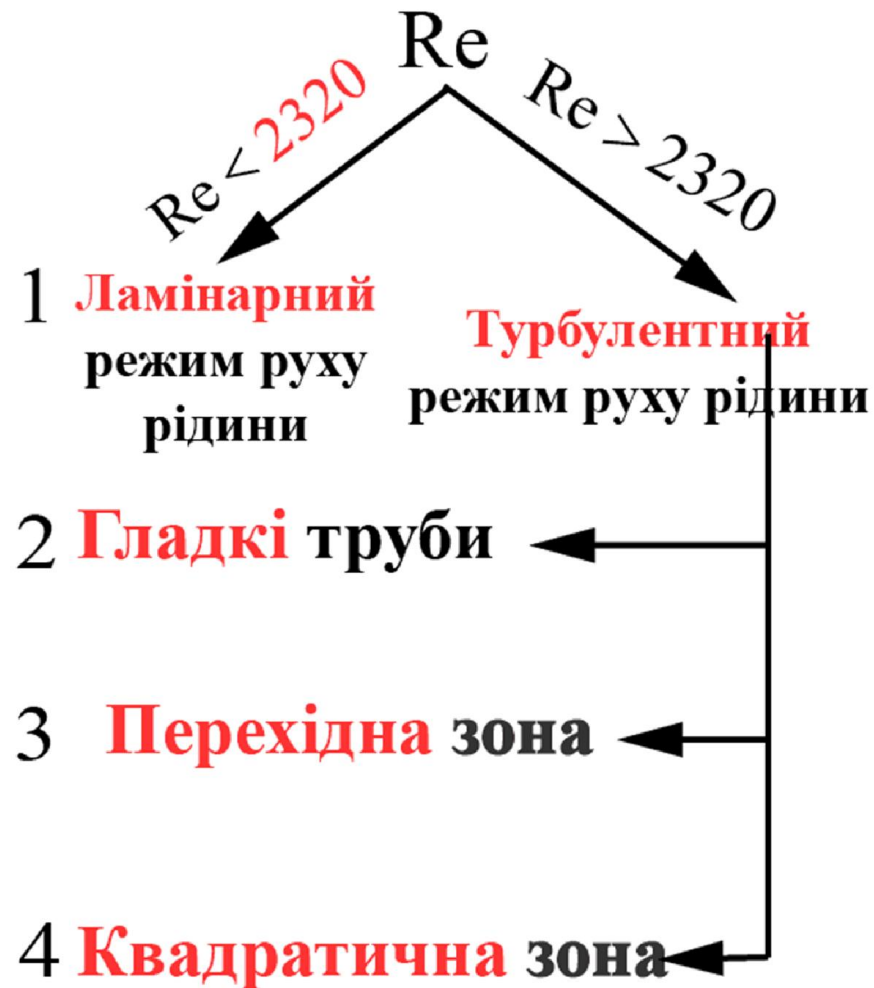 Re
Re < 2320
Re > 2320
1 Ламінарний
режим руху
рідини
Турбулентний
режим руху рідини
2 Гладкі труби
3 Перехідна зона
4 Квадратична зона